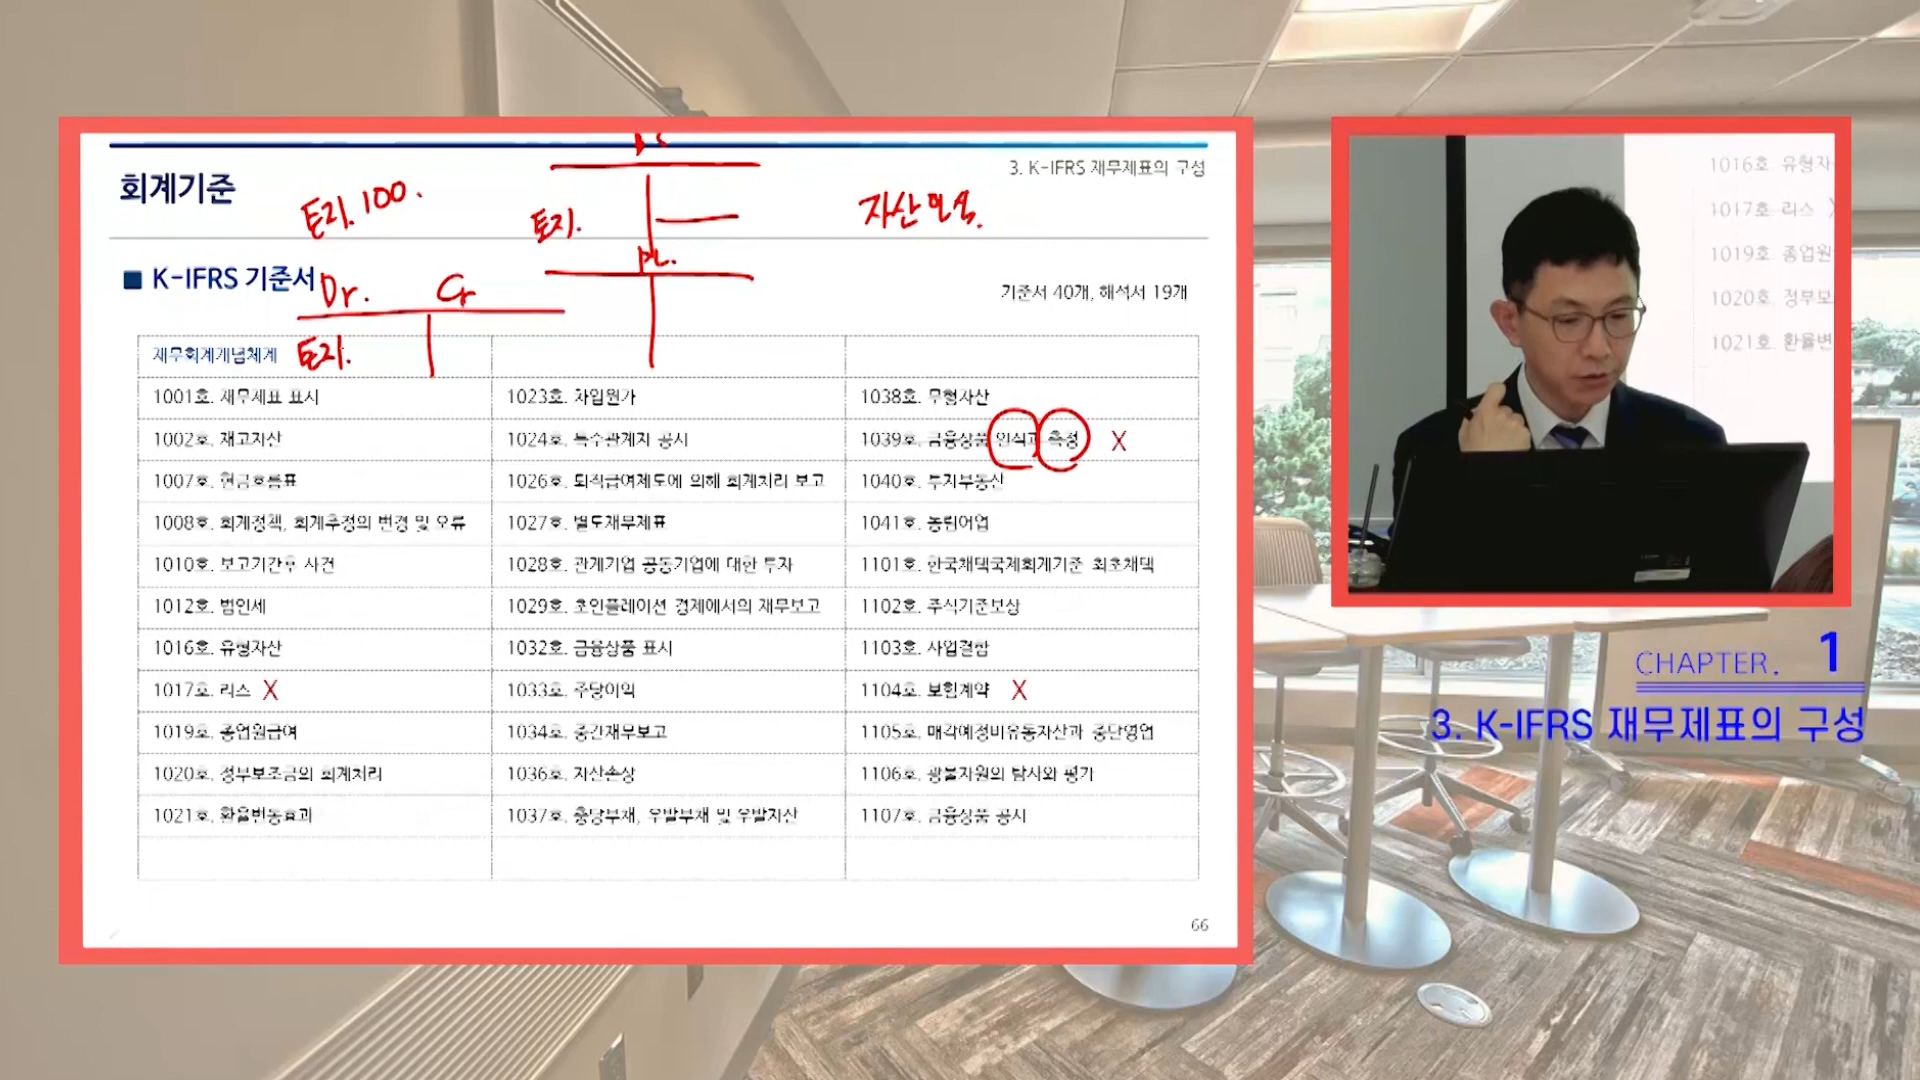 3. K-IFRS 재무제표의 구성
회계기준
토지. 100.
토지.
자산 인식.
PL.
K-IFRS 기준서
Dr. Cr
기준서 40개, 해석서 19개
재무회계개념체계
토지.
1001호. 재무제표 표시
1023호. 차입원가
1038호. 무형자산
1002호. 재고자산
1024호. 특수관계자 공시
1039호. 금융상품 인식과 측정 X
1007호. 현금흐름표
1026호. 퇴직급여제도에 의해 회계처리 보고
1040호. 투자부동산
1008호. 회계정책, 회계추정의 변경 및 오류
1027호. 별도재무제표
1041호. 농림어업
1010호. 보고기간후 사건
1028호. 관계기업 공동기업에 대한 투자
1101호. 한국채택국제회계기준 최초채택
1012호. 법인세
1029호. 초인플레이션 경제에서의 재무보고
1102호. 주식기준보상
1016호. 유형자산
1032호. 금융상품 표시
1103호. 사업결합
1017호. 리스 X
1033호. 주당이익
1104호. 보험계약 X
1019호. 종업원급여
1034호. 중간재무보고
1105호. 매각예정비유동자산과 중단영업
1020호. 정부보조금의 회계처리
1036호. 자산손상
1106호. 광물자원의 탐사와 평가
1021호. 환율변동효과
1037호. 충당부채, 우발부채 및 우발자산
1107호. 금융상품 공시
66
1016호. 유형자
1017호. 리스
1019호. 종업원
1020호. 정부보
1021호. 환율변
CHAPTER. 1
3. K-IFRS 재무제표의 구성